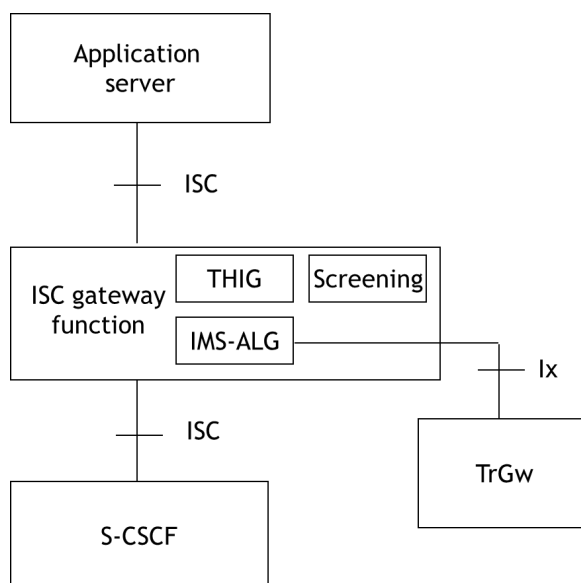 Application
server
ISC
THIG
Screening
ISC gateway
function
IMS-ALG
Ix
ISC
TrGw
S-CSCF